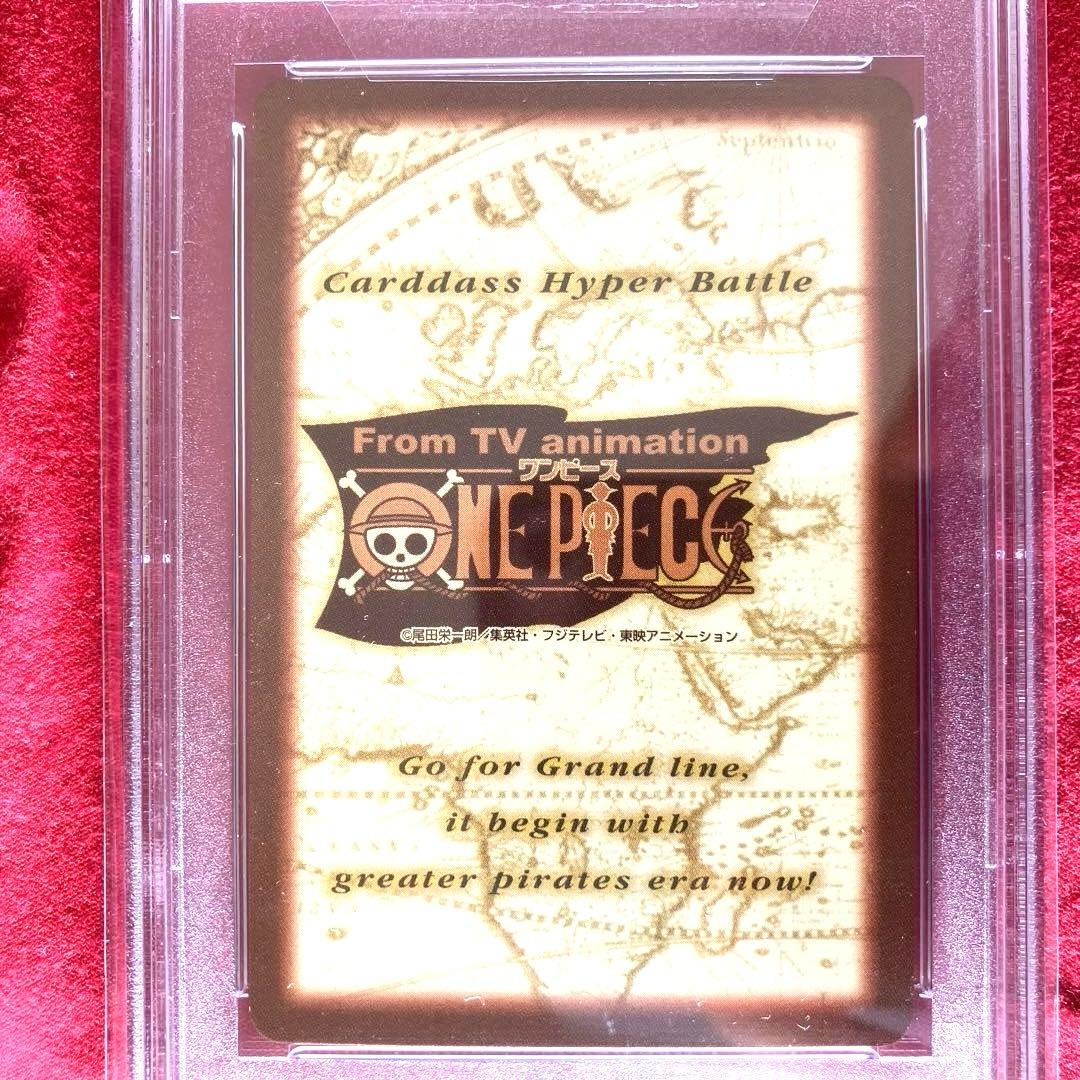 Septentrio
Carddass Hyper Battle
From TV animation
ワンピース
ONE PIECE
©尾田栄一朗／集英社・フジテレビ・東映アニメーション
Go for Grand line,
it begin with
greater pirates era now!